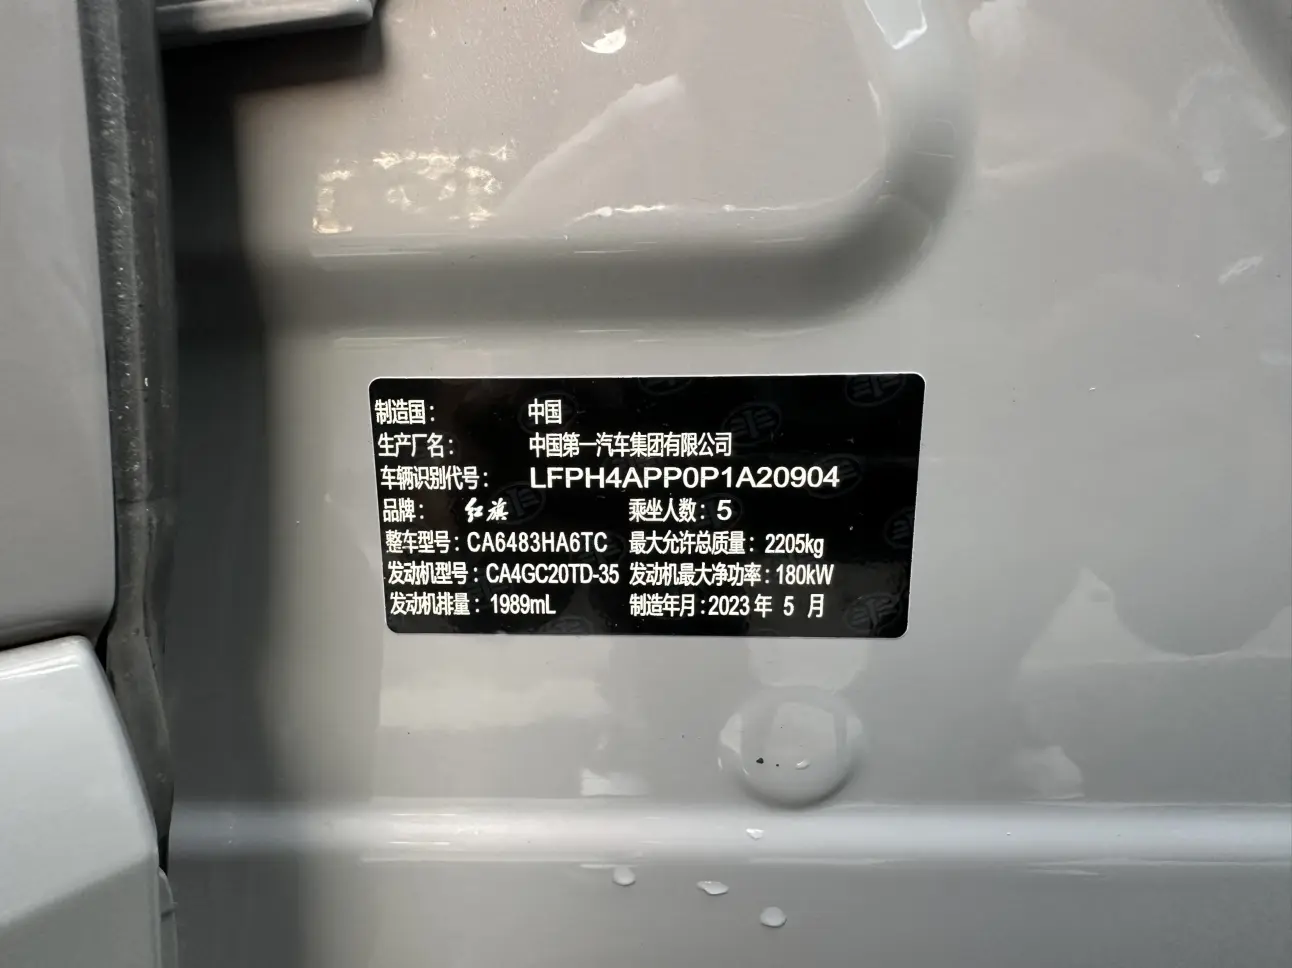 制造国： 中国
生产厂名： 中国第一汽车集团有限公司
车辆识别代号： LFPH4APP0P1A20904
品牌： 红旗 乘坐人数：5
整车型号：CA6483HA6TC 最大允许总质量：2205kg
发动机型号：CA4GC20TD-35 发动机最大净功率：180kW
发动机排量：1989mL 制造年月：2023 年 5 月